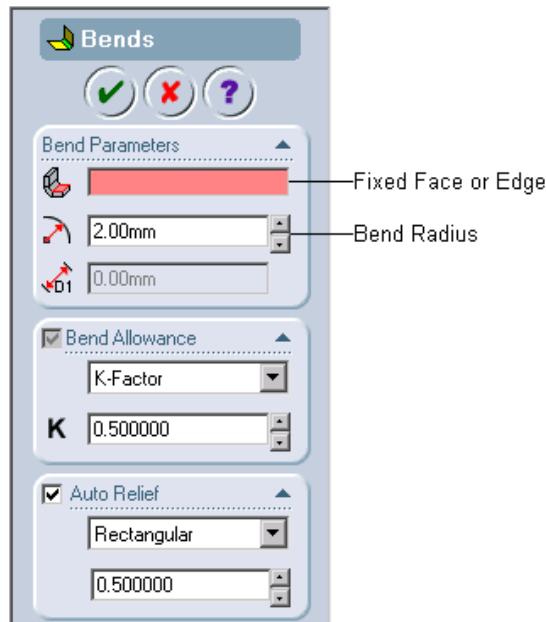 Bends
?
Bend Parameters
Fixed Face or Edge
2.00mm
Bend Radius
D1
0.00mm
Bend Allowance
K-Factor
K
0.500000
Auto Relief
Rectangular
0.500000